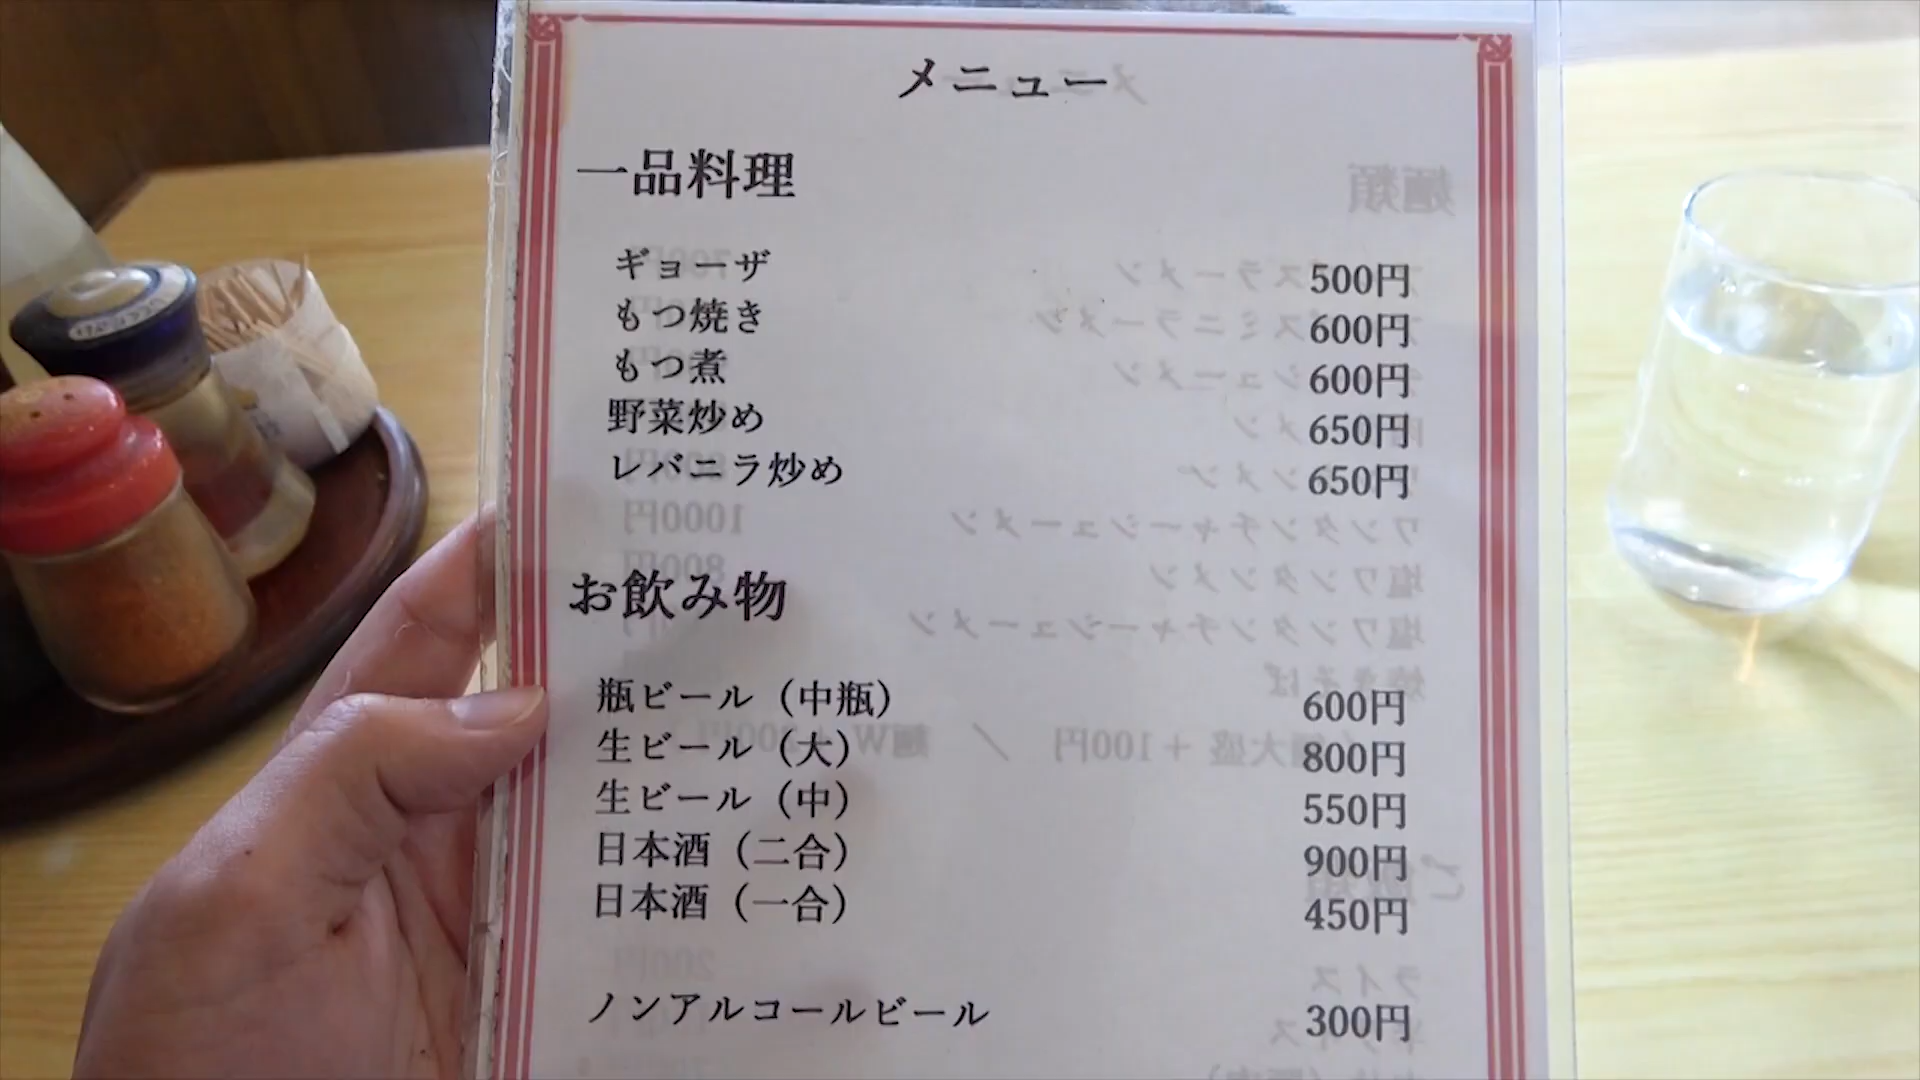 メニュー
一品料理
ギョーザ 500円
もつ焼き 600円
もつ煮 600円
野菜炒め 650円
レバニラ炒め 650円
お飲み物
瓶ビール（中瓶） 600円
生ビール（大） 800円
生ビール（中） 550円
日本酒（二合） 900円
日本酒（一合） 450円
ノンアルコールビール 300円